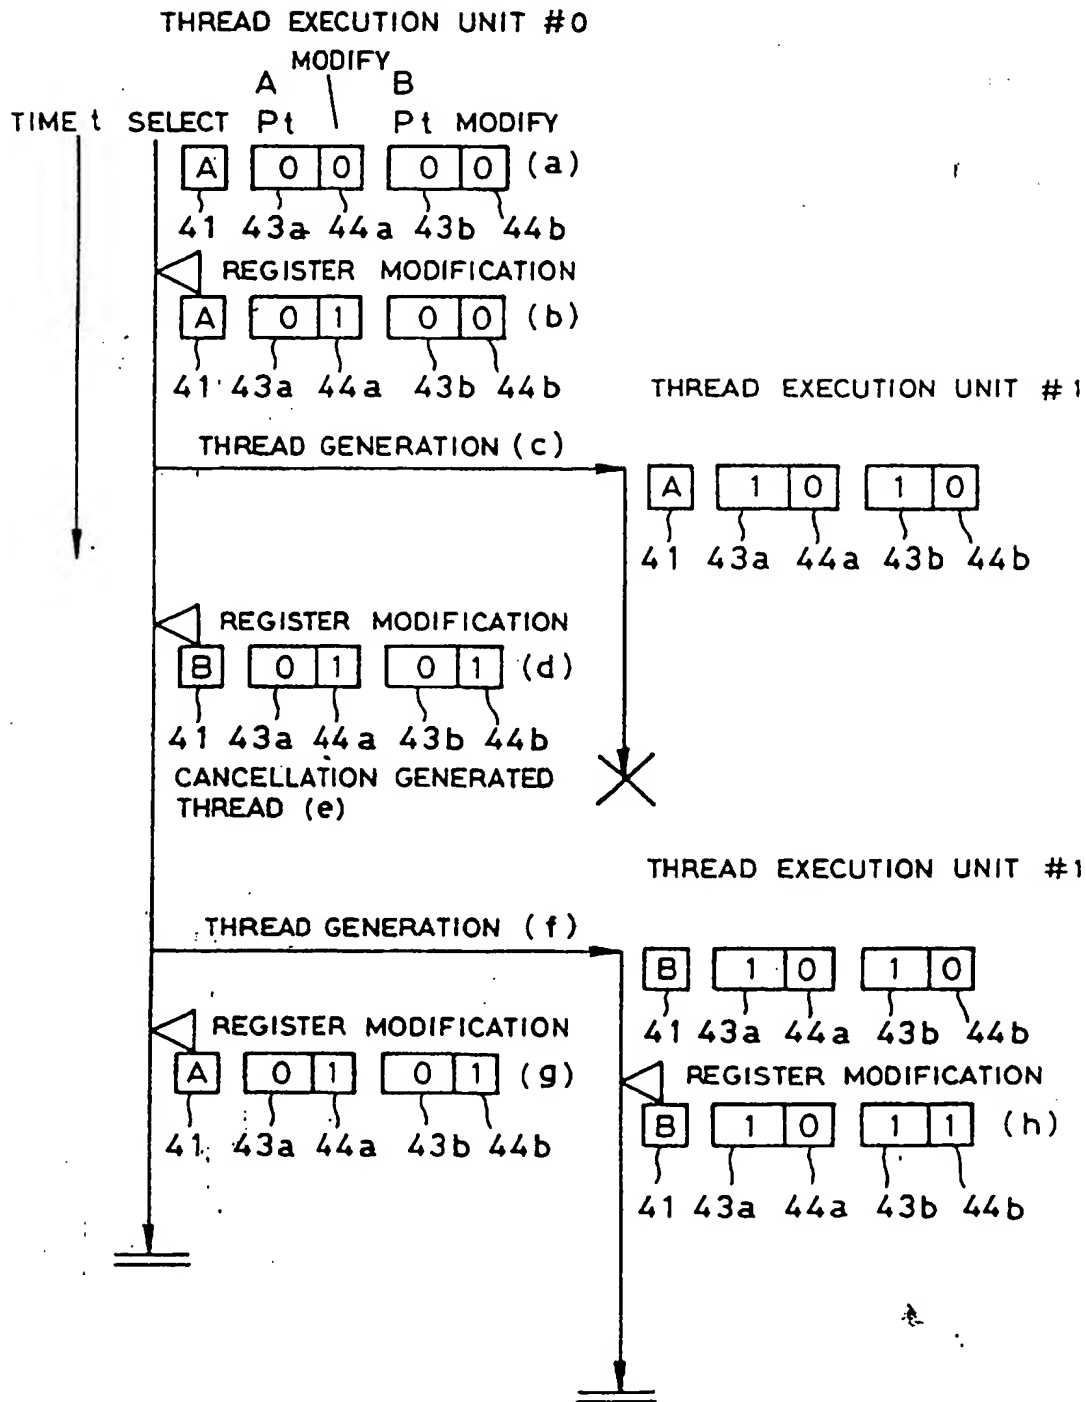 THREAD EXECUTION UNIT #0
MODIFY
A B
TIME t SELECT Pt Pt MODIFY
A 0 0 0 0 (a)
41 43a 44a 43b 44b
REGISTER MODIFICATION
A 0 1 0 0 (b)
41 43a 44a 43b 44b
THREAD EXECUTION UNIT #1
THREAD GENERATION (c)
A 1 0 1 0
41 43a 44a 43b 44b
REGISTER MODIFICATION
B 0 1 0 1 (d)
41 43a 44a 43b 44b
CANCELLATION GENERATED
THREAD (e)
THREAD EXECUTION UNIT #1
THREAD GENERATION (f)
B 1 0 1 0
41 43a 44a 43b 44b
REGISTER MODIFICATION
A 0 1 0 1 (g)
41 43a 44a 43b 44b
REGISTER MODIFICATION
B 1 0 1 1 (h)
41 43a 44a 43b 44b